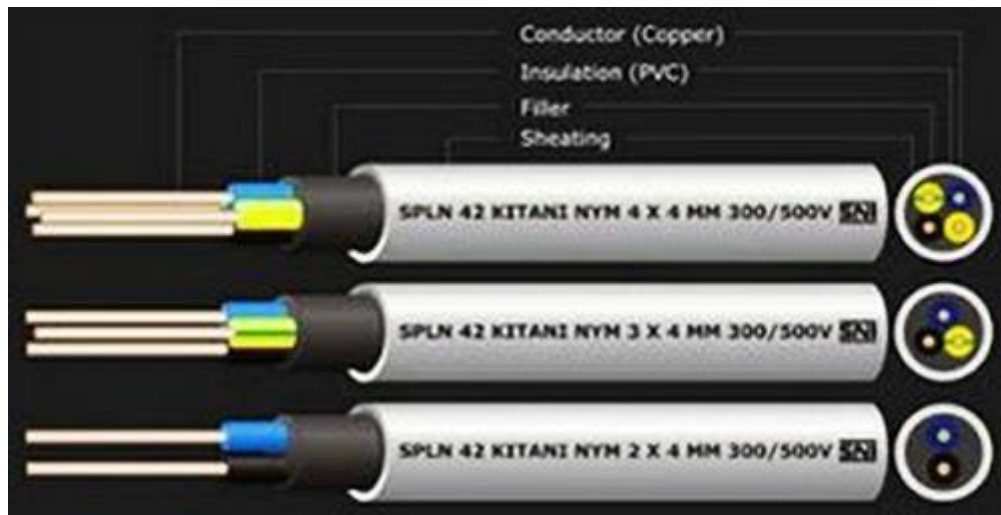 Conductor (Copper)
Insulation (PVC)
Filler
Sheating
SPLN 42 KITANI NYM 4 X 4 MM 300/500V SNI
SPLN 42 KITANI NYM 3 X 4 MM 300/500V SNI
SPLN 42 KITANI NYM 2 X 4 MM 300/500V SNI